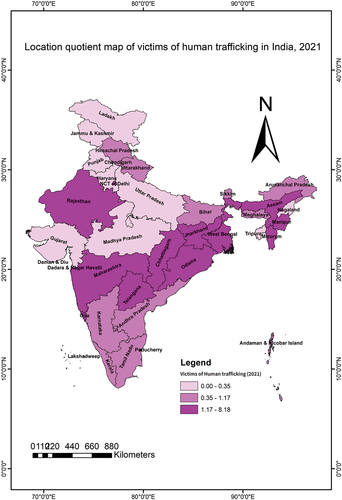 Location quotient map of victims of human trafficking in India, 2021
70°0'0"E 80°0'0"E 90°0'0"E
40°0'0"N
30°0'0"N
20°0'0"N
10°0'0"N
0°0'0"
N
Ladakh
Jammu & Kashmir
Himachal Pradesh
Punjab
Chandigarh
Uttarakhand
Haryana
NCT of Delhi
Rajasthan
Uttar Pradesh
Sikkim
Arunachal Pradesh
Assam
Nagaland
Bihar
Meghalaya
Manipur
Tripura
Mizoram
Gujarat
Madhya Pradesh
Jharkhand
West Bengal
Daman & Diu
Dadara & Nagar Haveli
Chhattisgarh
Odisha
Maharashtra
Telangana
Goa
Karnataka
Andhra Pradesh
Lakshadweep
Kerala
Tamil Nadu
Puducherry
Andaman & Nicobar Island
Legend
Victims of Human trafficking (2021)
0.00 - 0.35
0.35 - 1.17
1.17 - 8.18
0 110 220 440 660 880
Kilometers
70°0'0"E 80°0'0"E 90°0'0"E